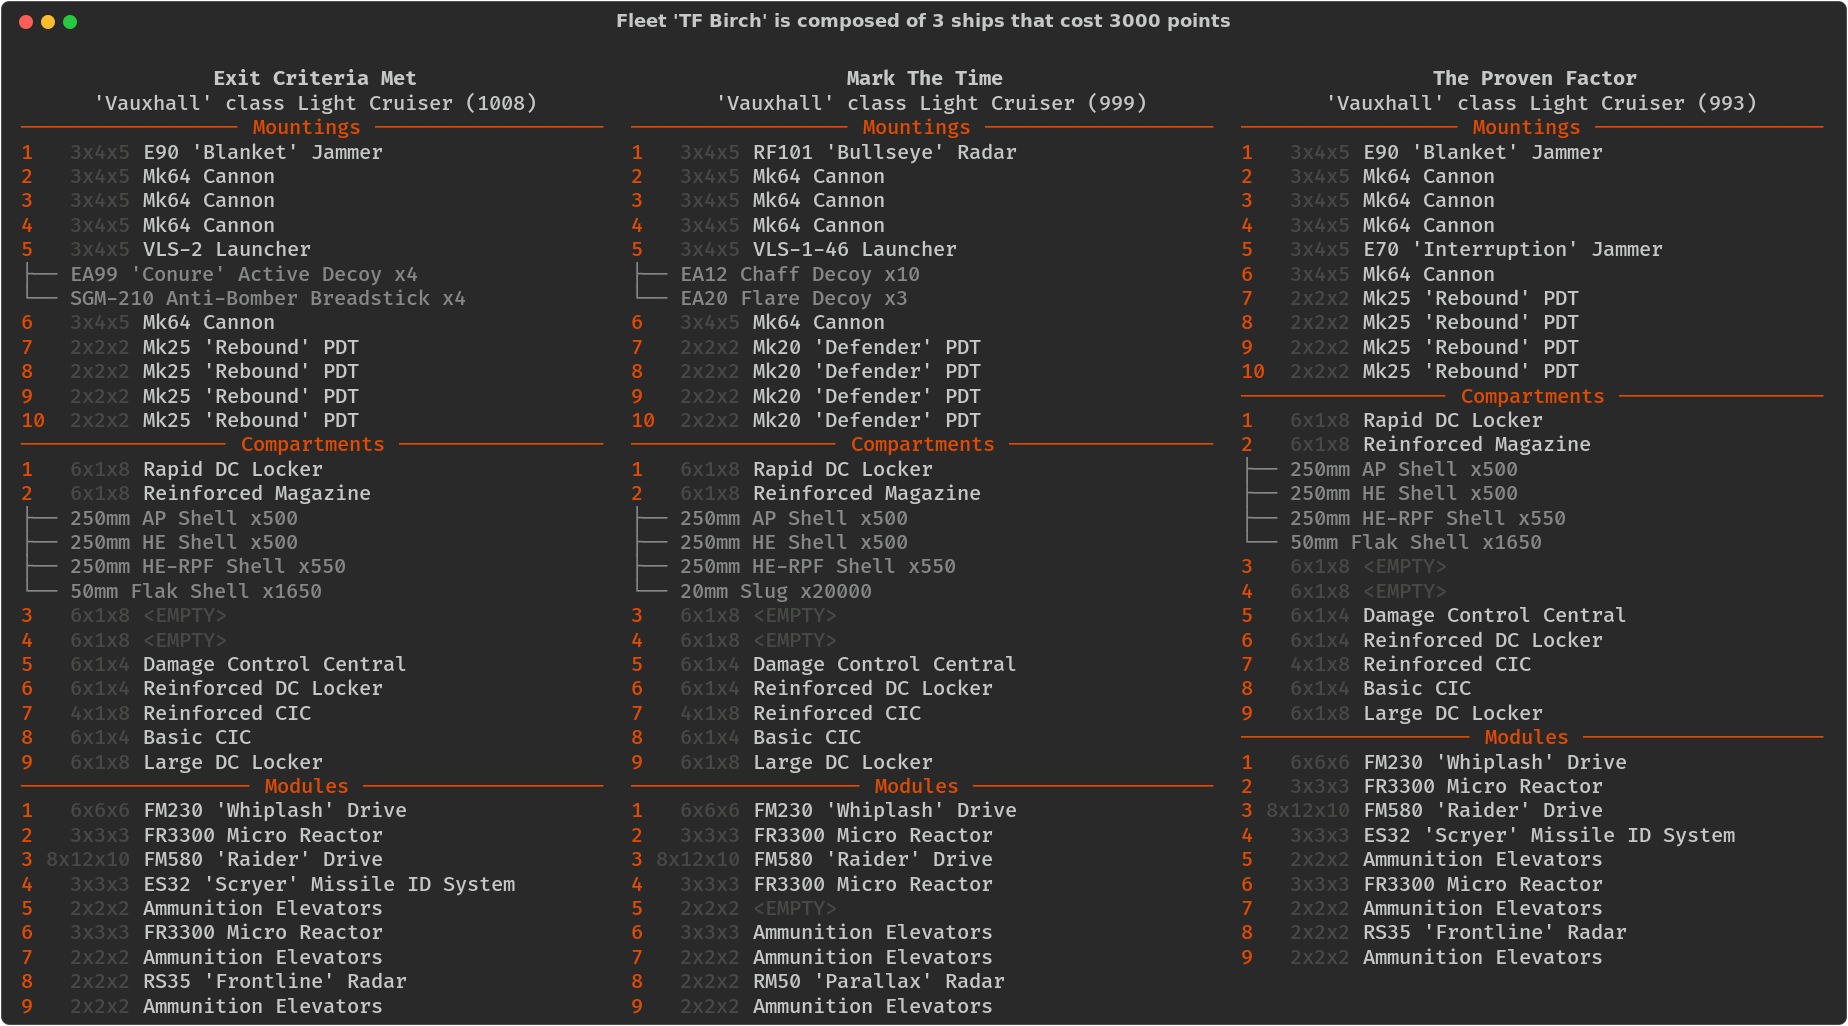 Fleet 'TF Birch' is composed of 3 ships that cost 3000 points
Exit Criteria Met
'Vauxhall' class Light Cruiser (1008)
Mountings
1 3x4x5 E90 'Blanket' Jammer
2 3x4x5 Mk64 Cannon
3 3x4x5 Mk64 Cannon
4 3x4x5 Mk64 Cannon
5 3x4x5 VLS-2 Launcher
EA99 'Conure' Active Decoy x4
SGM-210 Anti-Bomber Breadstick x4
6 3x4x5 Mk64 Cannon
7 2x2x2 Mk25 'Rebound' PDT
8 2x2x2 Mk25 'Rebound' PDT
9 2x2x2 Mk25 'Rebound' PDT
10 2x2x2 Mk25 'Rebound' PDT
Compartments
1 6x1x8 Rapid DC Locker
2 6x1x8 Reinforced Magazine
250mm AP Shell x500
250mm HE Shell x500
250mm HE-RPF Shell x550
50mm Flak Shell x1650
3 6x1x8 <EMPTY>
4 6x1x8 <EMPTY>
5 6x1x4 Damage Control Central
6 6x1x4 Reinforced DC Locker
7 4x1x8 Reinforced CIC
8 6x1x4 Basic CIC
9 6x1x8 Large DC Locker
Modules
1 6x6x6 FM230 'Whiplash' Drive
2 3x3x3 FR3300 Micro Reactor
3 8x12x10 FM580 'Raider' Drive
4 3x3x3 ES32 'Scryer' Missile ID System
5 2x2x2 Ammunition Elevators
6 3x3x3 FR3300 Micro Reactor
7 2x2x2 Ammunition Elevators
8 2x2x2 RS35 'Frontline' Radar
9 2x2x2 Ammunition Elevators
Mark The Time
'Vauxhall' class Light Cruiser (999)
Mountings
1 3x4x5 RF101 'Bullseye' Radar
2 3x4x5 Mk64 Cannon
3 3x4x5 Mk64 Cannon
4 3x4x5 Mk64 Cannon
5 3x4x5 VLS-1-46 Launcher
EA12 Chaff Decoy x10
EA20 Flare Decoy x3
6 3x4x5 Mk64 Cannon
7 2x2x2 Mk20 'Defender' PDT
8 2x2x2 Mk20 'Defender' PDT
9 2x2x2 Mk20 'Defender' PDT
10 2x2x2 Mk20 'Defender' PDT
Compartments
1 6x1x8 Rapid DC Locker
2 6x1x8 Reinforced Magazine
250mm AP Shell x500
250mm HE Shell x500
250mm HE-RPF Shell x550
20mm Slug x20000
3 6x1x8 <EMPTY>
4 6x1x8 <EMPTY>
5 6x1x4 Damage Control Central
6 6x1x4 Reinforced DC Locker
7 4x1x8 Reinforced CIC
8 6x1x4 Basic CIC
9 6x1x8 Large DC Locker
Modules
1 6x6x6 FM230 'Whiplash' Drive
2 3x3x3 FR3300 Micro Reactor
3 8x12x10 FM580 'Raider' Drive
4 3x3x3 FR3300 Micro Reactor
5 2x2x2 <EMPTY>
6 3x3x3 Ammunition Elevators
7 2x2x2 Ammunition Elevators
8 2x2x2 RM50 'Parallax' Radar
9 2x2x2 Ammunition Elevators
The Proven Factor
'Vauxhall' class Light Cruiser (993)
Mountings
1 3x4x5 E90 'Blanket' Jammer
2 3x4x5 Mk64 Cannon
3 3x4x5 Mk64 Cannon
4 3x4x5 Mk64 Cannon
5 3x4x5 E70 'Interruption' Jammer
6 3x4x5 Mk64 Cannon
7 2x2x2 Mk25 'Rebound' PDT
8 2x2x2 Mk25 'Rebound' PDT
9 2x2x2 Mk25 'Rebound' PDT
10 2x2x2 Mk25 'Rebound' PDT
Compartments
1 6x1x8 Rapid DC Locker
2 6x1x8 Reinforced Magazine
250mm AP Shell x500
250mm HE Shell x500
250mm HE-RPF Shell x550
50mm Flak Shell x1650
3 6x1x8 <EMPTY>
4 6x1x8 <EMPTY>
5 6x1x4 Damage Control Central
6 6x1x4 Reinforced DC Locker
7 4x1x8 Reinforced CIC
8 6x1x4 Basic CIC
9 6x1x8 Large DC Locker
Modules
1 6x6x6 FM230 'Whiplash' Drive
2 3x3x3 FR3300 Micro Reactor
3 8x12x10 FM580 'Raider' Drive
4 3x3x3 ES32 'Scryer' Missile ID System
5 2x2x2 Ammunition Elevators
6 3x3x3 FR3300 Micro Reactor
7 2x2x2 Ammunition Elevators
8 2x2x2 RS35 'Frontline' Radar
9 2x2x2 Ammunition Elevators